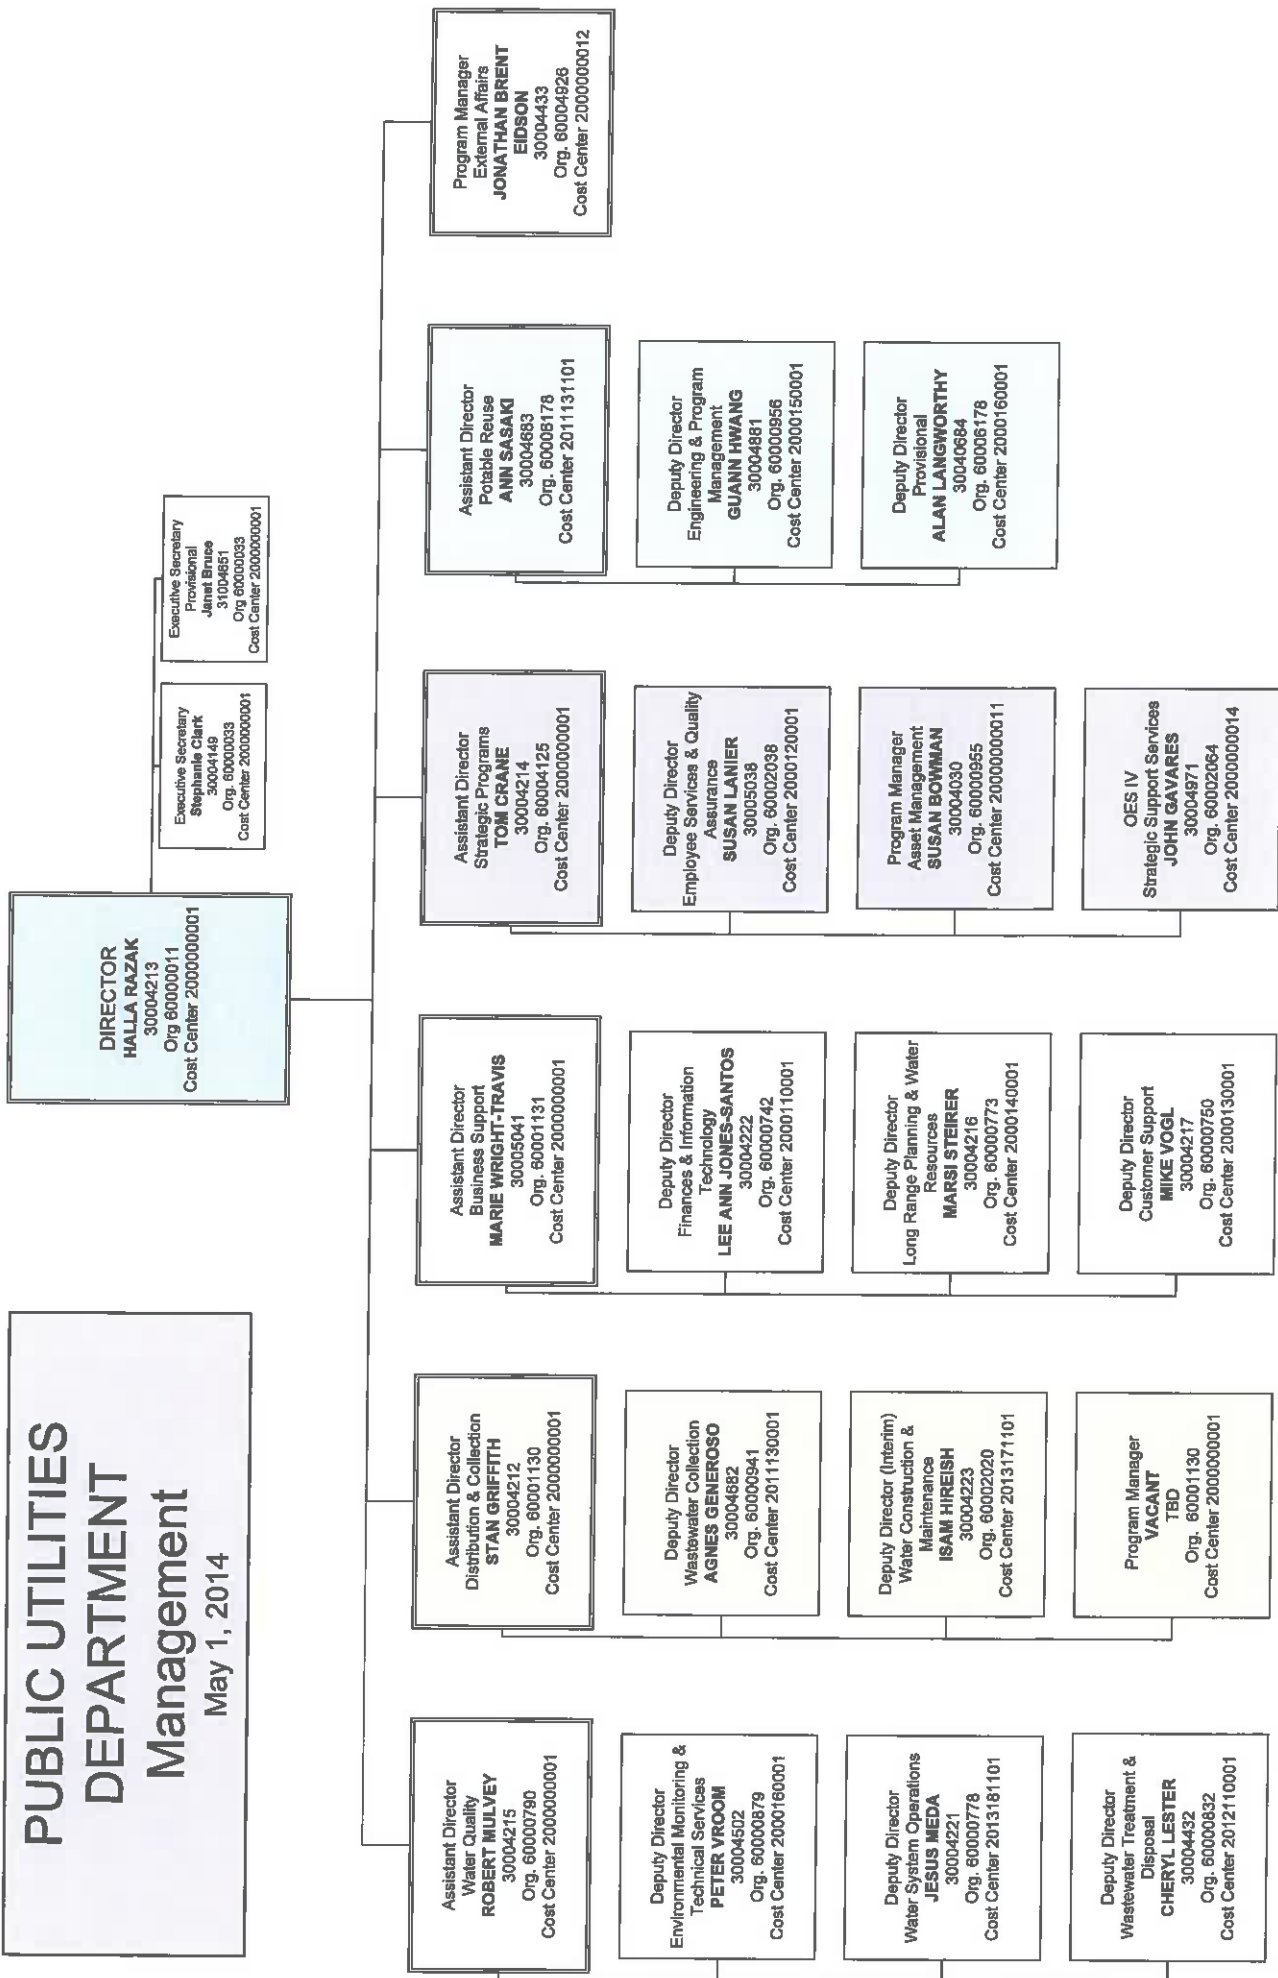 PUBLIC UTILITIES
DEPARTMENT
Management
May 1, 2014
DIRECTOR
HALLA RAZAK
30004213
Org 60000011
Cost Center 2000000001
Executive Secretary
Stephanie Clark
30004149
Org. 60000033
Cost Center 2000000001
Executive Secretary
Provisional
Janet Bruce
31004651
Org 60000033
Cost Center 2000000001
Assistant Director
Water Quality
ROBERT MULVEY
30004215
Org. 60000790
Cost Center 2000000001
Deputy Director
Environmental Monitoring &
Technical Services
PETER VROOM
30004502
Org. 60000879
Cost Center 2000160001
Deputy Director
Water System Operations
JESUS MEDA
30004221
Org. 60000778
Cost Center 2013181101
Deputy Director
Wastewater Treatment &
Disposal
CHERYL LESTER
30004432
Org. 60000832
Cost Center 2012110001
Assistant Director
Distribution & Collection
STAN GRIFFITH
30004212
Org. 60001130
Cost Center 2000000001
Deputy Director
Wastewater Collection
AGNES GENEROSO
30004682
Org. 60000941
Cost Center 2011130001
Deputy Director (Interim)
Water Construction &
Maintenance
ISAM HIREISH
30004223
Org. 60002020
Cost Center 2013171101
Program Manager
VACANT
TBD
Org. 60001130
Cost Center 2000000001
Assistant Director
Business Support
MARIE WRIGHT-TRAVIS
30005041
Org. 60001131
Cost Center 2000000001
Deputy Director
Finances & Information
Technology
LEE ANN JONES-SANTOS
30004222
Org. 60000742
Cost Center 2000110001
Deputy Director
Long Range Planning & Water
Resources
MARSI STEIRER
30004216
Org. 60000773
Cost Center 2000140001
Deputy Director
Customer Support
MIKE VOGL
30004217
Org. 60000750
Cost Center 2000130001
Assistant Director
Strategic Programs
TOM CRANE
30004214
Org. 60004125
Cost Center 2000000001
Deputy Director
Employee Services & Quality
Assurance
SUSAN LANIER
30005038
Org. 60002038
Cost Center 2000120001
Program Manager
Asset Management
SUSAN BOWMAN
30004030
Org. 60000955
Cost Center 20000000011
OES IV
Strategic Support Services
JOHN GAVARES
30004971
Org. 60002064
Cost Center 2000000014
Assistant Director
Potable Reuse
ANN SASAKI
30004683
Org. 60006178
Cost Center 2011131101
Deputy Director
Engineering & Program
Management
GUANN HWANG
30004881
Org. 60000956
Cost Center 2000150001
Deputy Director
Provisional
ALAN LANGWORTHY
30040684
Org. 60006178
Cost Center 2000160001
Program Manager
External Affairs
JONATHAN BRENT
EIDSON
30004433
Org. 60004926
Cost Center 2000000012